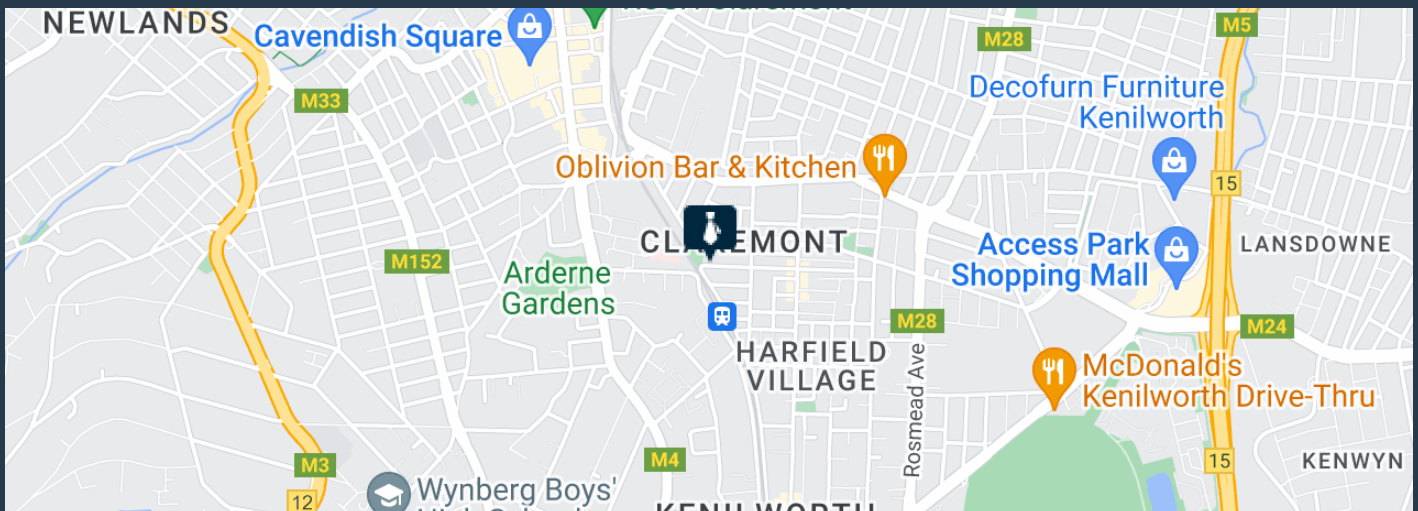 NEWLANDS
Cavendish Square
M5
M28
M33
Decofurn Furniture
Kenilworth
Oblivion Bar & Kitchen
15
CLAREMONT
Access Park
Shopping Mall
LANSDOWNE
M152
Arderne
Gardens
M28
M24
HARFIELD
VILLAGE
Rosmead Ave
McDonald's
Kenilworth Drive-Thru
M3
M4
15
KENWYN
12
Wynberg Boys'
KENILWORTH